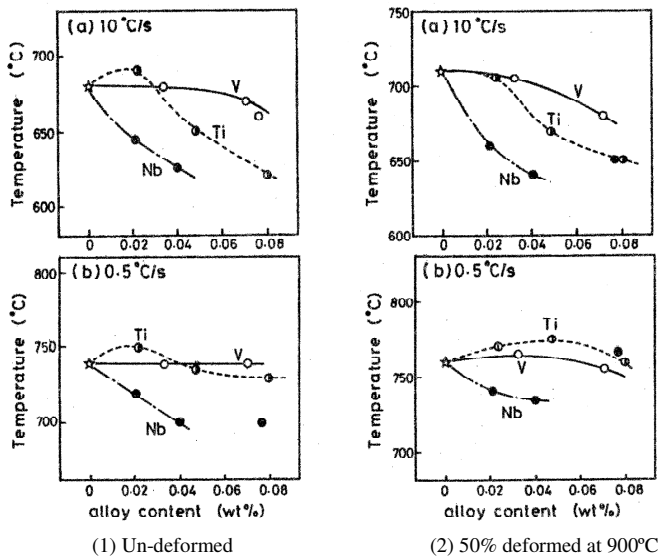 (a) 10 °C/s
Temperature (°C)
700
650
600
V
Ti
Nb
0 0.02 0.04 0.06 0.08
(b) 0.5 °C/s
Temperature (°C)
800
750
700
Ti
V
Nb
0 0.02 0.04 0.06 0.08
alloy content (wt%)
(1) Un-deformed
(a) 10 °C/s
Temperature (°C)
750
700
650
600
V
Ti
Nb
0 0.02 0.04 0.06 0.08
(b) 0.5 °C/s
Temperature (°C)
800
750
700
Ti
V
Nb
0 0.02 0.04 0.06 0.08
alloy content (wt%)
(2) 50% deformed at 900ºC